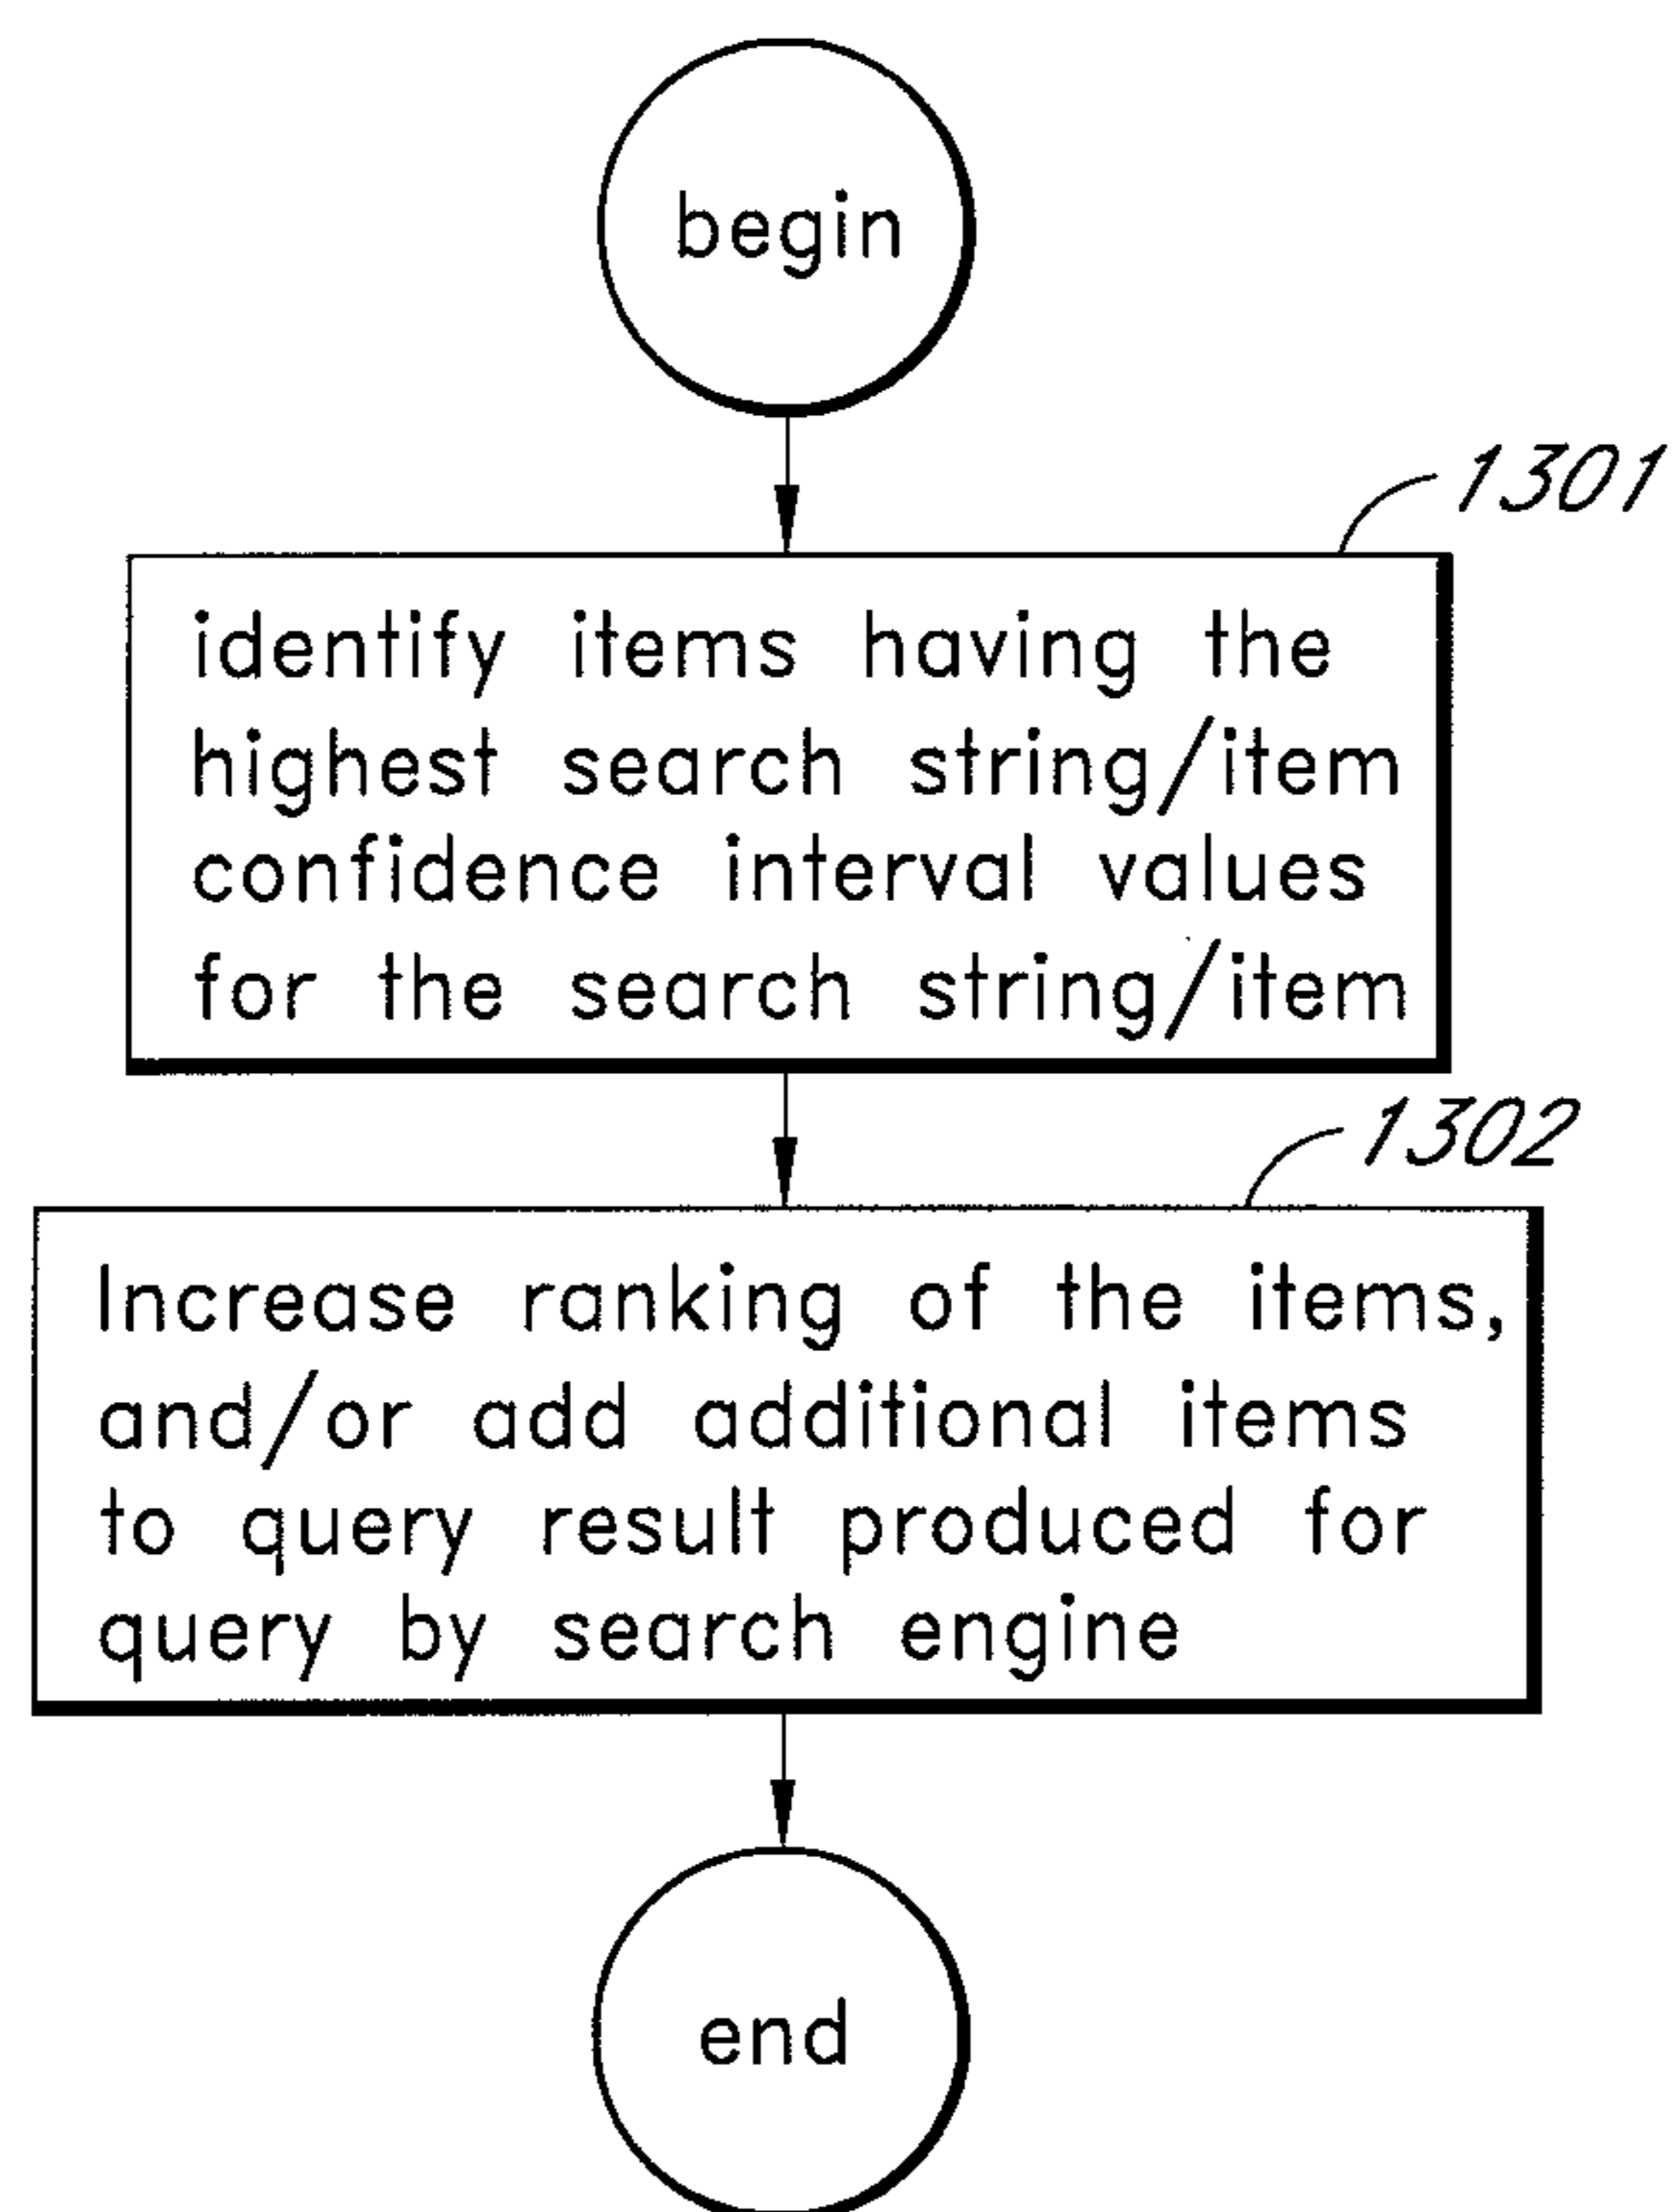 begin
1301
identify items having the
highest search string/item
confidence interval values
for the search string/item
1302
Increase ranking of the items,
and/or add additional items
to query result produced for
query by search engine
end